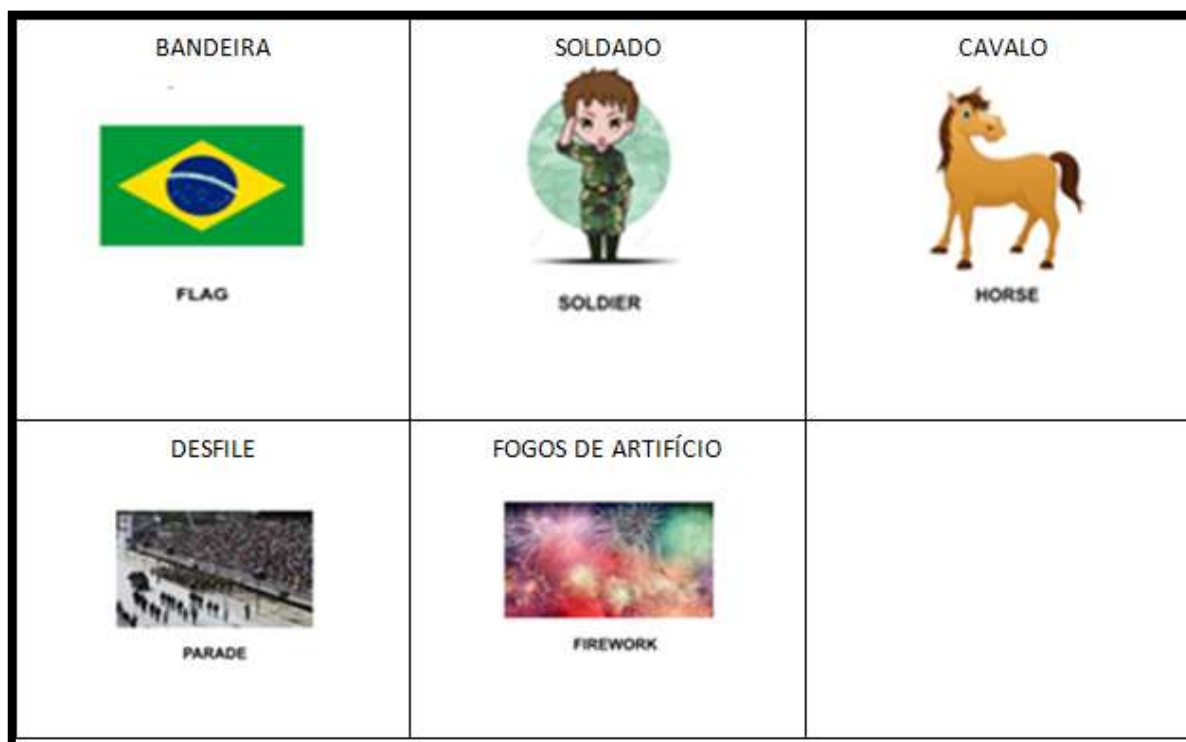 BANDEIRA
SOLDADO
CAVALO
FLAG
SOLDIER
HORSE
DESFILE
FOGOS DE ARTIFÍCIO
PARADE
FIREWORK